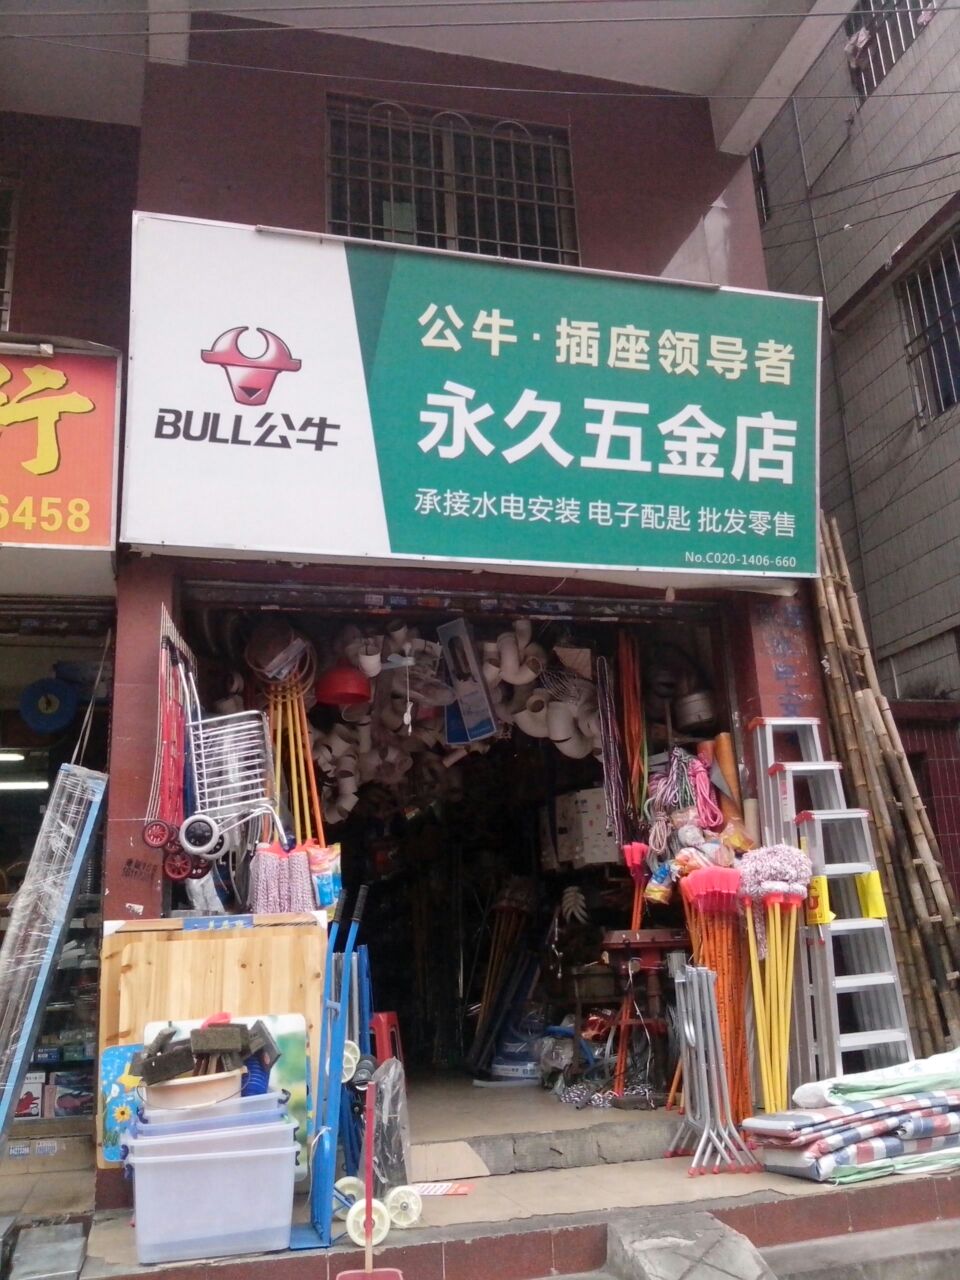 BULL公牛
公牛·插座领导者
永久五金店
承接水电安装 电子配匙 批发零售
No.C020-1406-660
行
6458